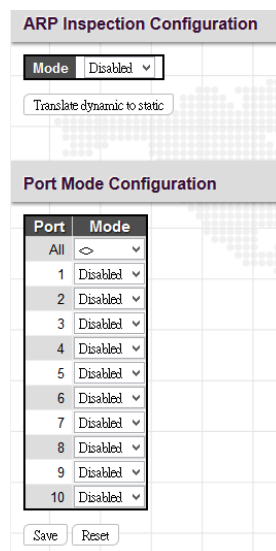 ARP Inspection Configuration
Mode Disabled
Translate dynamic to static
Port Mode Configuration
Port Mode
All <>
1 Disabled
2 Disabled
3 Disabled
4 Disabled
5 Disabled
6 Disabled
7 Disabled
8 Disabled
9 Disabled
10 Disabled
Save Reset